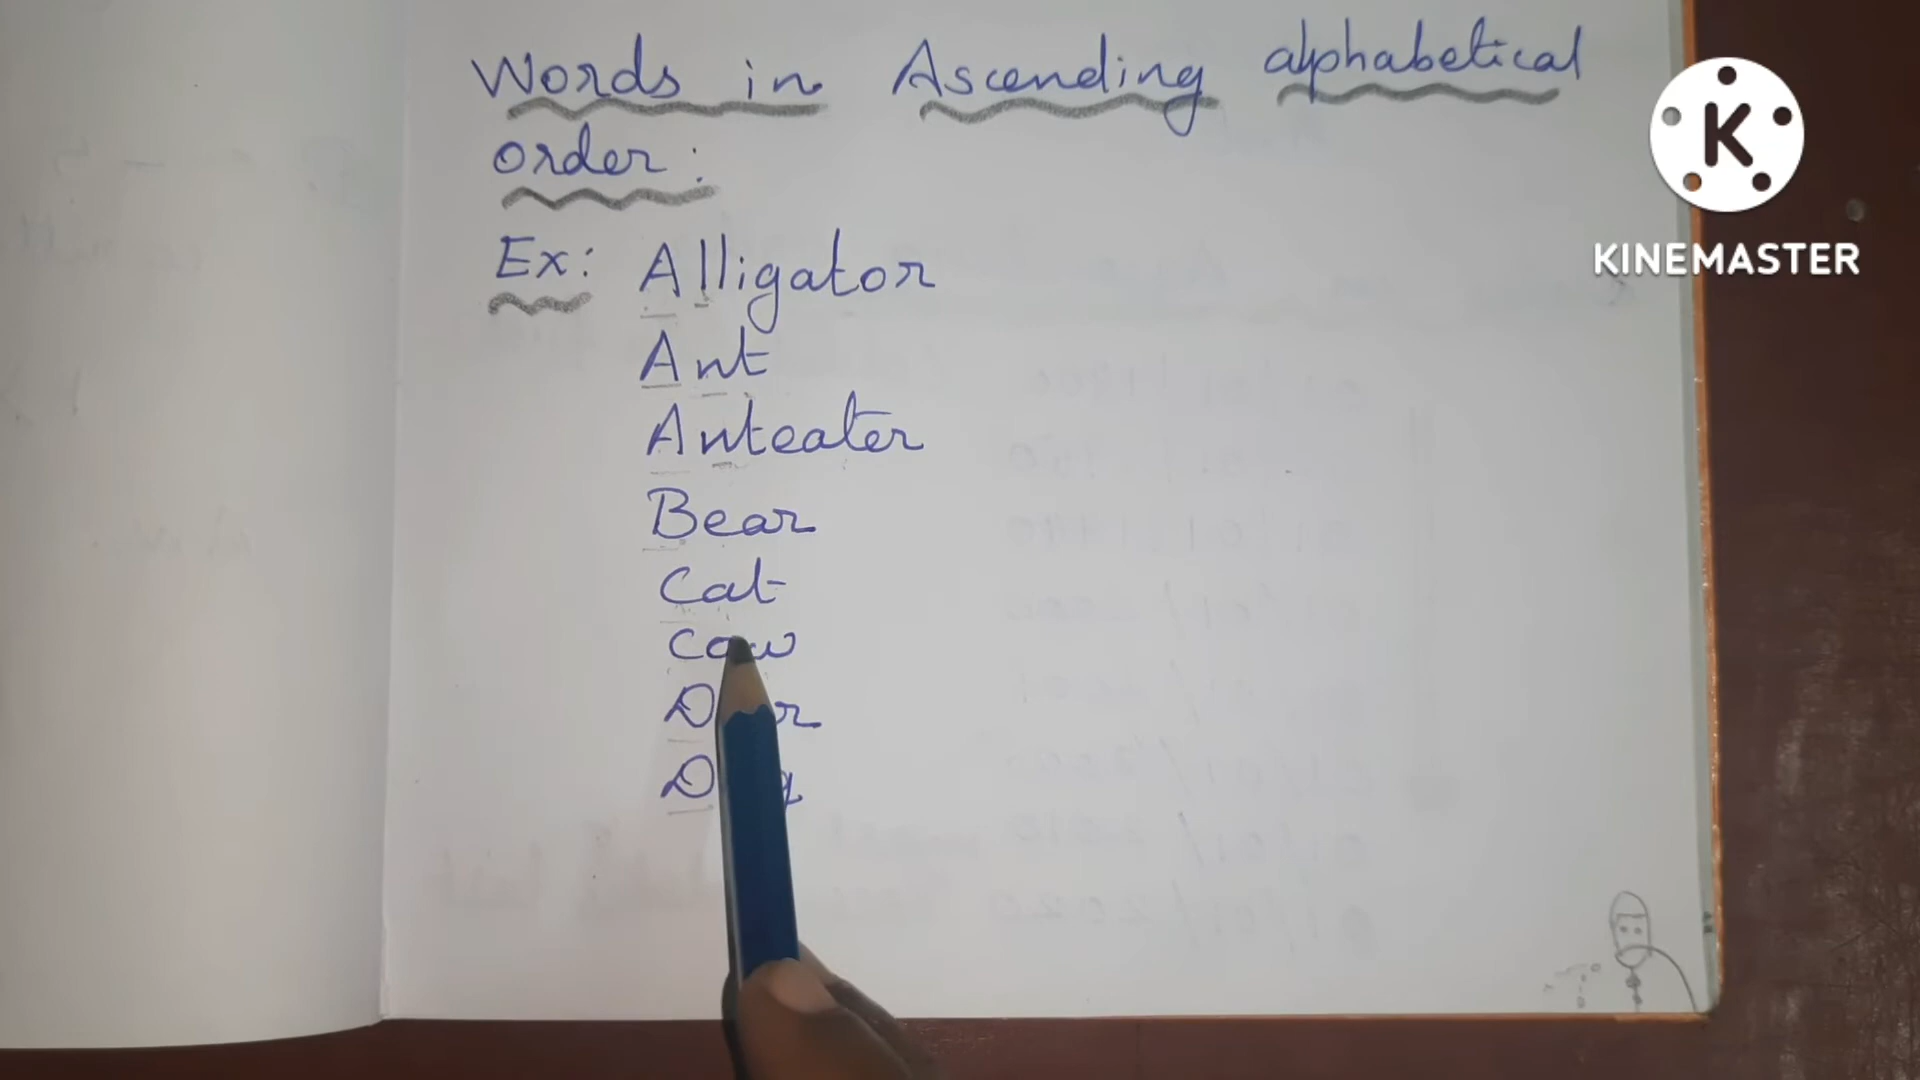 Words in Ascending alphabetical
order:
Ex: Alligator
Ant
Anteater
Bear
Cat
Cow
K
KINEMASTER